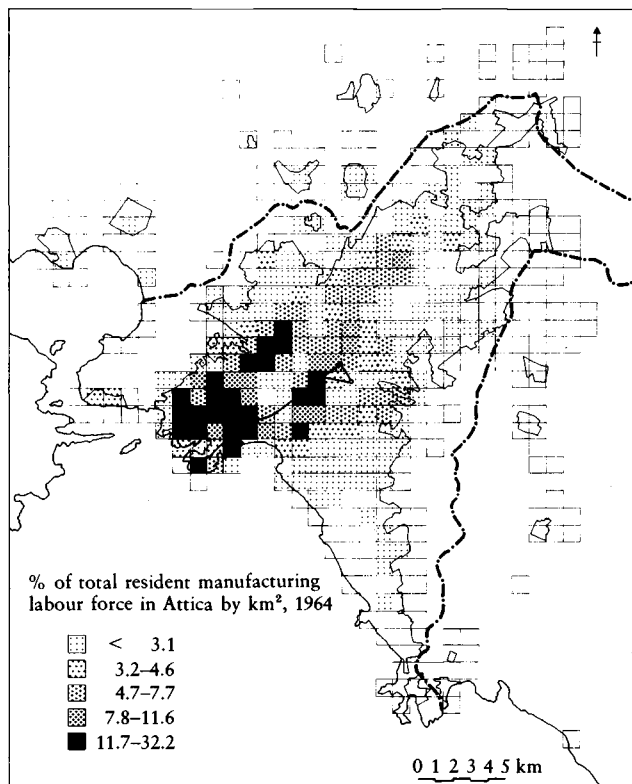 % of total resident manufacturing
labour force in Attica by km², 1964
< 3.1
3.2–4.6
4.7–7.7
7.8–11.6
11.7–32.2
0 1 2 3 4 5 km